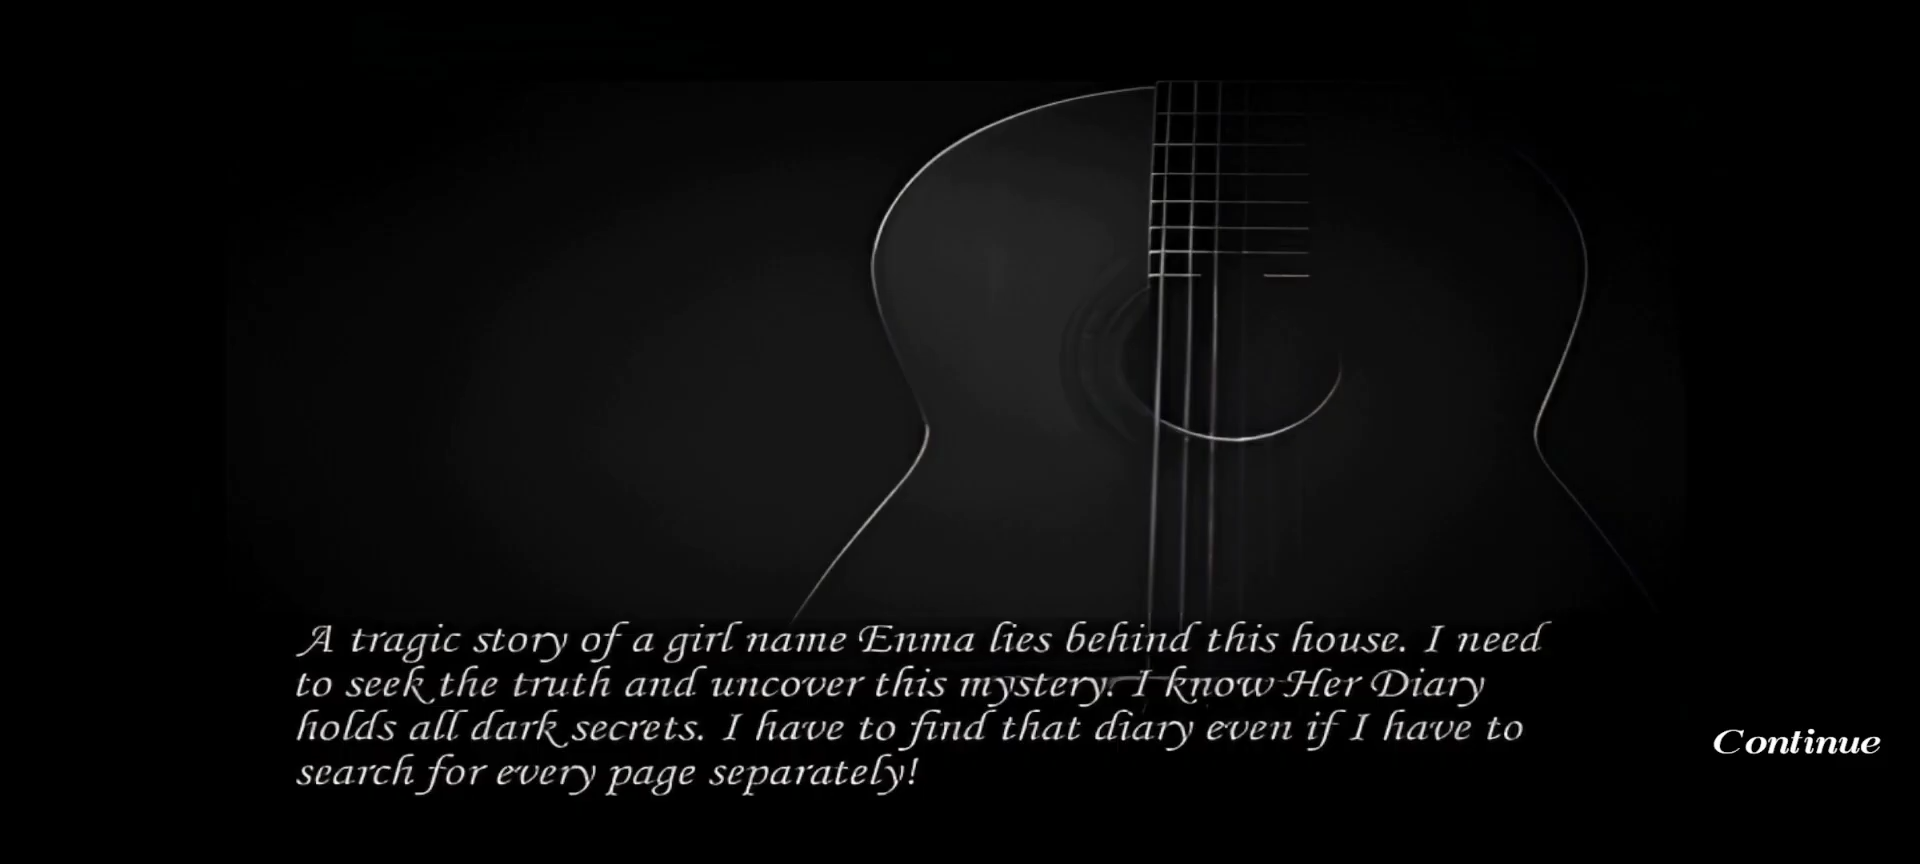 A tragic story of a girl name Enma lies behind this house. I need
to seek the truth and uncover this mystery. I know Her Diary
holds all dark secrets. I have to find that diary even if I have to
search for every page separately!
Continue